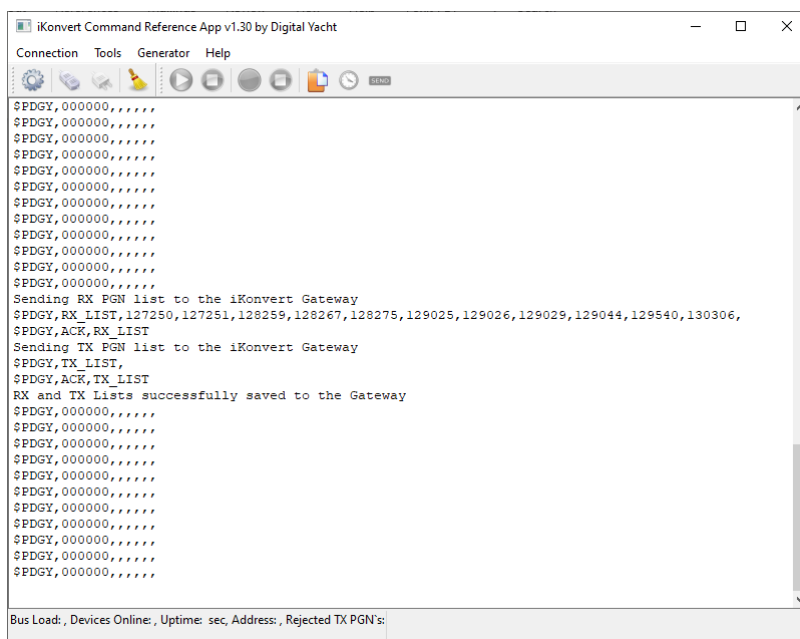 iKonvert Command Reference App v1.30 by Digital Yacht
Connection Tools Generator Help
SEND
$PDGY,000000,,,,,,
$PDGY,000000,,,,,,
$PDGY,000000,,,,,,
$PDGY,000000,,,,,,
$PDGY,000000,,,,,,
$PDGY,000000,,,,,,
$PDGY,000000,,,,,,
$PDGY,000000,,,,,,
$PDGY,000000,,,,,,
$PDGY,000000,,,,,,
$PDGY,000000,,,,,,
$PDGY,000000,,,,,,
Sending RX PGN list to the iKonvert Gateway
$PDGY,RX_LIST,127250,127251,128259,128267,128275,129025,129026,129029,129044,129540,130306,
$PDGY,ACK,RX_LIST
Sending TX PGN list to the iKonvert Gateway
$PDGY,TX_LIST,
$PDGY,ACK,TX_LIST
RX and TX Lists successfully saved to the Gateway
$PDGY,000000,,,,,,
$PDGY,000000,,,,,,
$PDGY,000000,,,,,,
$PDGY,000000,,,,,,
$PDGY,000000,,,,,,
$PDGY,000000,,,,,,
$PDGY,000000,,,,,,
$PDGY,000000,,,,,,
$PDGY,000000,,,,,,
$PDGY,000000,,,,,,
$PDGY,000000,,,,,,
Bus Load: , Devices Online: , Uptime: sec, Address: , Rejected TX PGN`s: